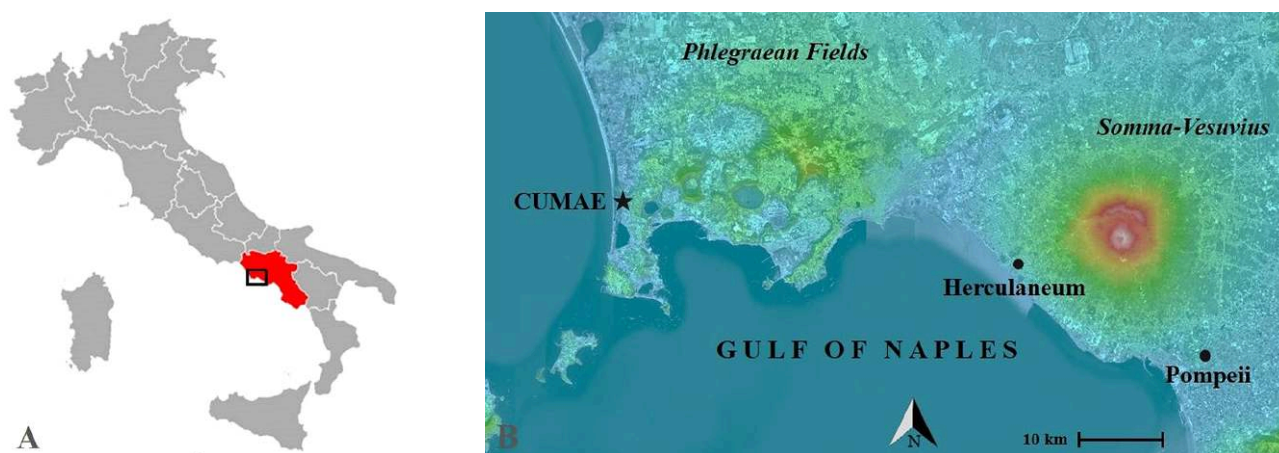 Phlegraean Fields
Somma-Vesuvius
CUMAE
Herculaneum
GULF OF NAPLES
Pompeii
A
B
N
10 km